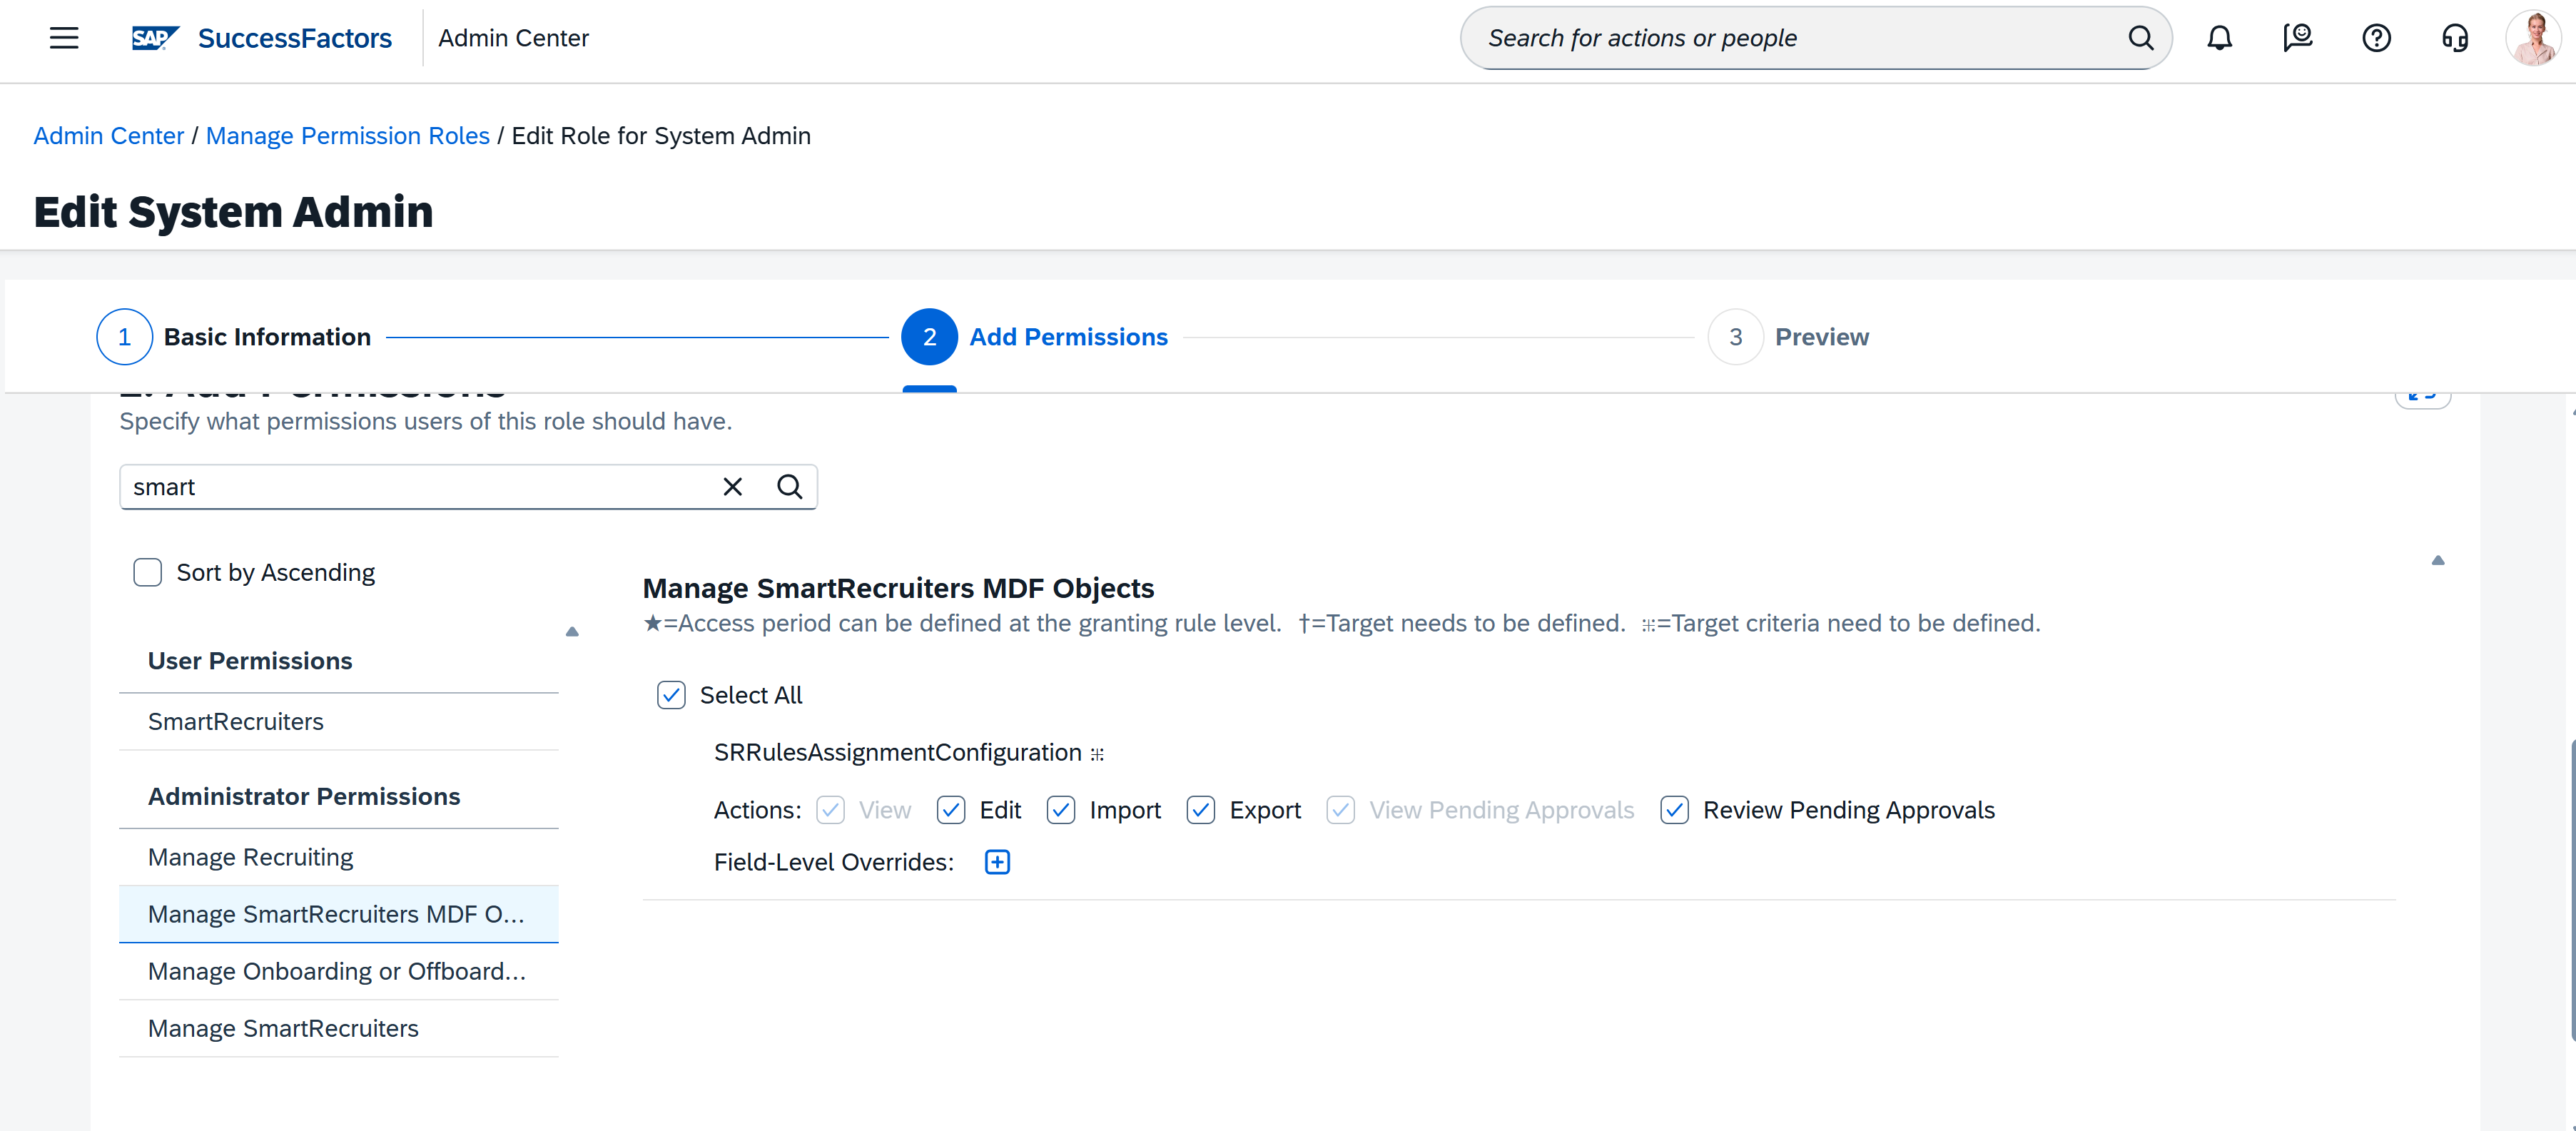 SAP SuccessFactors Admin Center Search for actions or people
Admin Center / Manage Permission Roles / Edit Role for System Admin
Edit System Admin
1 Basic Information 2 Add Permissions 3 Preview
2. Add Permissions
Specify what permissions users of this role should have.
smart
Sort by Ascending
User Permissions
SmartRecruiters
Administrator Permissions
Manage Recruiting
Manage SmartRecruiters MDF O...
Manage Onboarding or Offboard...
Manage SmartRecruiters
Manage SmartRecruiters MDF Objects
★=Access period can be defined at the granting rule level. †=Target needs to be defined. ⁜=Target criteria need to be defined.
Select All
SRRulesAssignmentConfiguration ⁜
Actions: View Edit Import Export View Pending Approvals Review Pending Approvals
Field-Level Overrides: